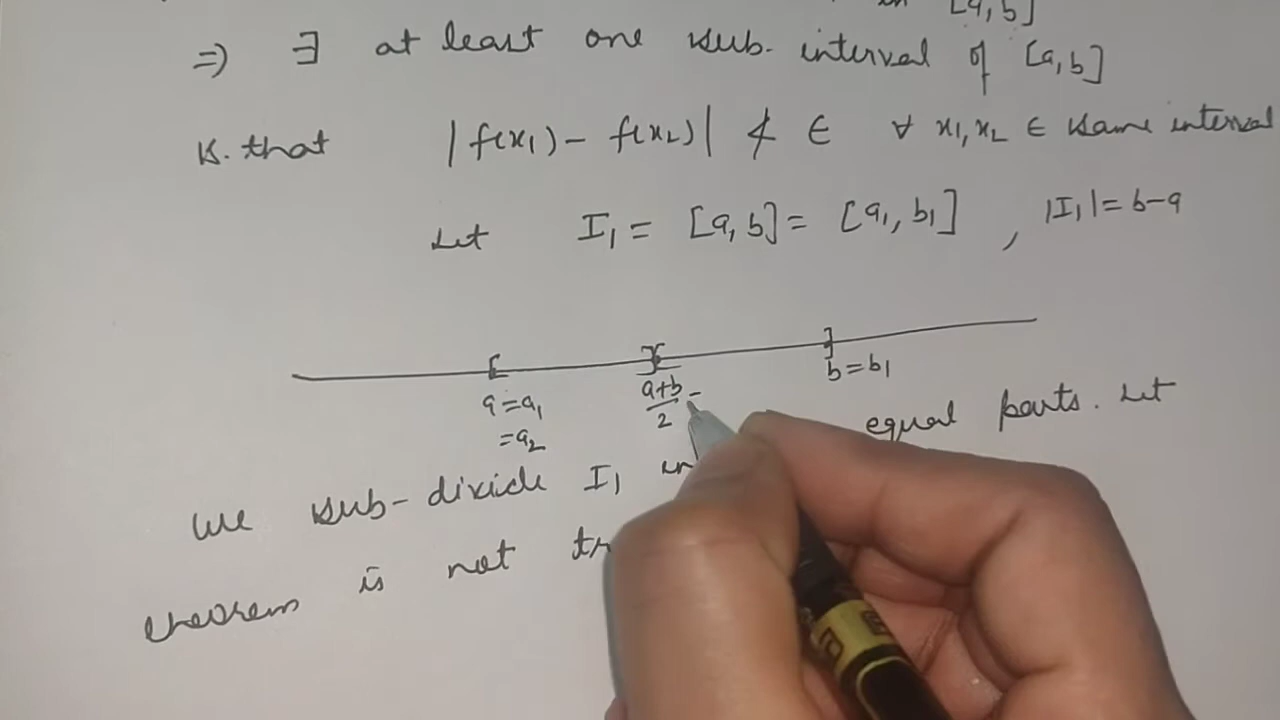 in [a,b]
=> ∃ at least one sub-interval of [a,b]
s.that |f(x₁) - f(x₂)| ≮ ∈ ∀ x₁,x₂ ∈ same interval
Let I₁ = [a,b] = [a₁, b₁] , |I₁| = b-a
a=a₁ (a+b)/2 - b=b₁
=a₂
We sub-divide I₁ equal parts. Let
theorem is not